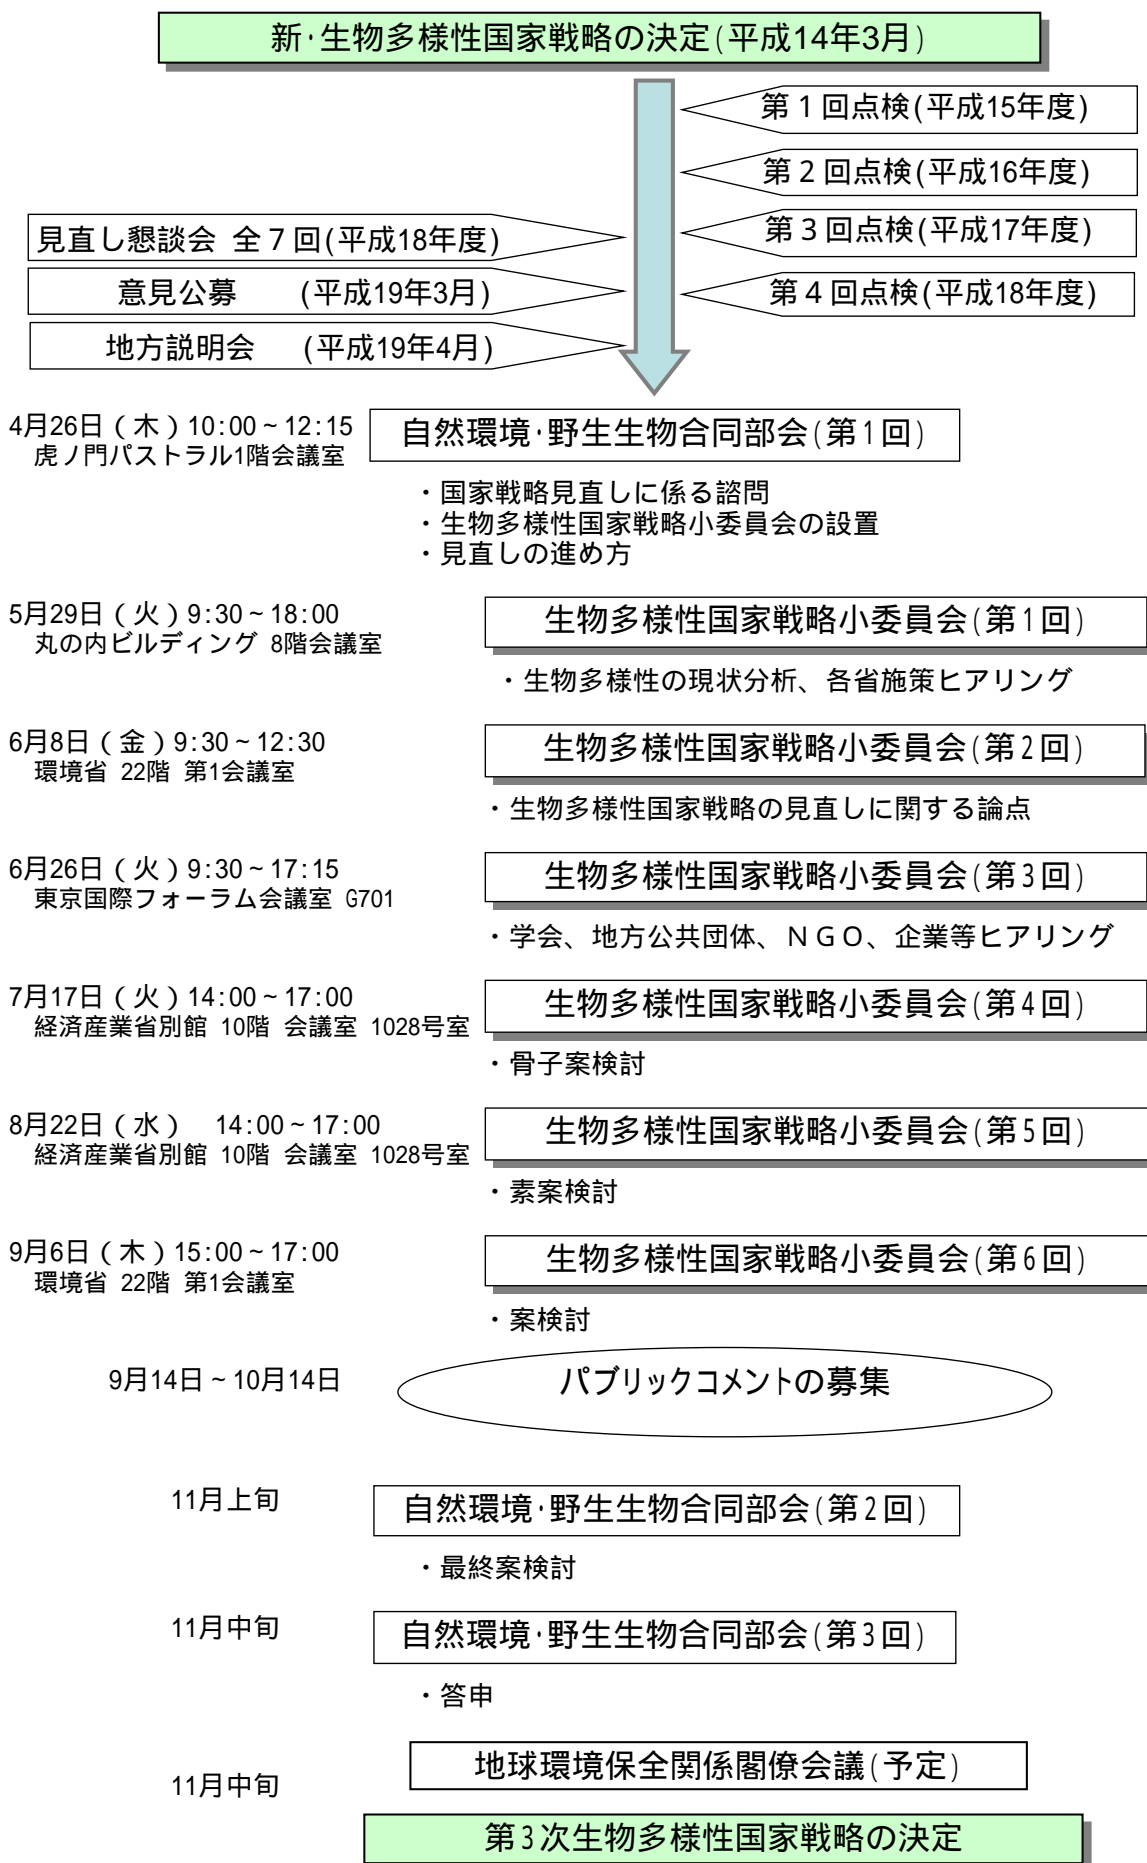 新･生物多様性国家戦略の決定(平成14年3月)
第１回点検(平成15年度)
第２回点検(平成16年度)
見直し懇談会 全７回(平成18年度)
第３回点検(平成17年度)
意見公募 (平成19年3月)
第４回点検(平成18年度)
地方説明会 (平成19年4月)
4月26日（木）10:00～12:15
虎ノ門パストラル1階会議室
自然環境･野生生物合同部会(第1回)
・国家戦略見直しに係る諮問
・生物多様性国家戦略小委員会の設置
・見直しの進め方
5月29日（火）9:30～18:00
丸の内ビルディング 8階会議室
生物多様性国家戦略小委員会(第1回)
・生物多様性の現状分析、各省施策ヒアリング
6月8日（金）9:30～12:30
環境省 22階 第1会議室
生物多様性国家戦略小委員会(第2回)
・生物多様性国家戦略の見直しに関する論点
6月26日（火）9:30～17:15
東京国際フォーラム会議室 G701
生物多様性国家戦略小委員会(第3回)
・学会、地方公共団体、ＮＧＯ、企業等ヒアリング
7月17日（火）14:00～17:00
経済産業省別館 10階 会議室 1028号室
生物多様性国家戦略小委員会(第4回)
・骨子案検討
8月22日（水） 14:00～17:00
経済産業省別館 10階 会議室 1028号室
生物多様性国家戦略小委員会(第5回)
・素案検討
9月6日（木）15:00～17:00
環境省 22階 第1会議室
生物多様性国家戦略小委員会(第6回)
・案検討
9月14日～10月14日
パブリックコメントの募集
11月上旬
自然環境･野生生物合同部会(第2回)
・最終案検討
11月中旬
自然環境･野生生物合同部会(第3回)
・答申
地球環境保全関係閣僚会議(予定)
11月中旬
第3次生物多様性国家戦略の決定